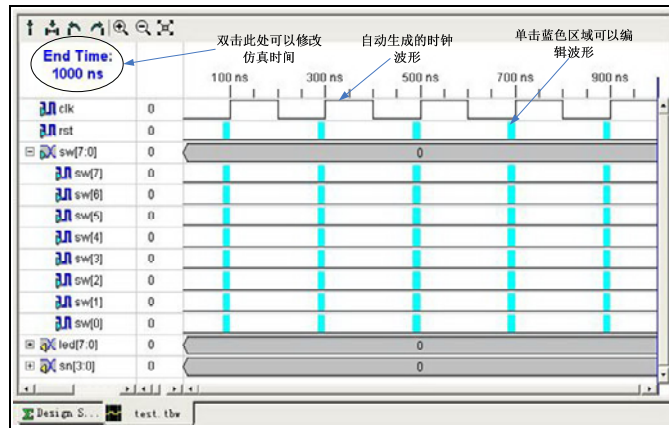 双击此处可以修改
仿真时间
自动生成的时钟
波形
单击蓝色区域可以编
辑波形
End Time:
1000 ns
100 ns 300 ns 500 ns 700 ns 900 ns
clk 0
rst 0
sw[7:0] 0 0
sw[7] 0
sw[6] 0
sw[5] 0
sw[4] 0
sw[3] 0
sw[2] 0
sw[1] 0
sw[0] 0
led[7:0] 0 0
sn[3:0] 0 0
Design S... test.tbw